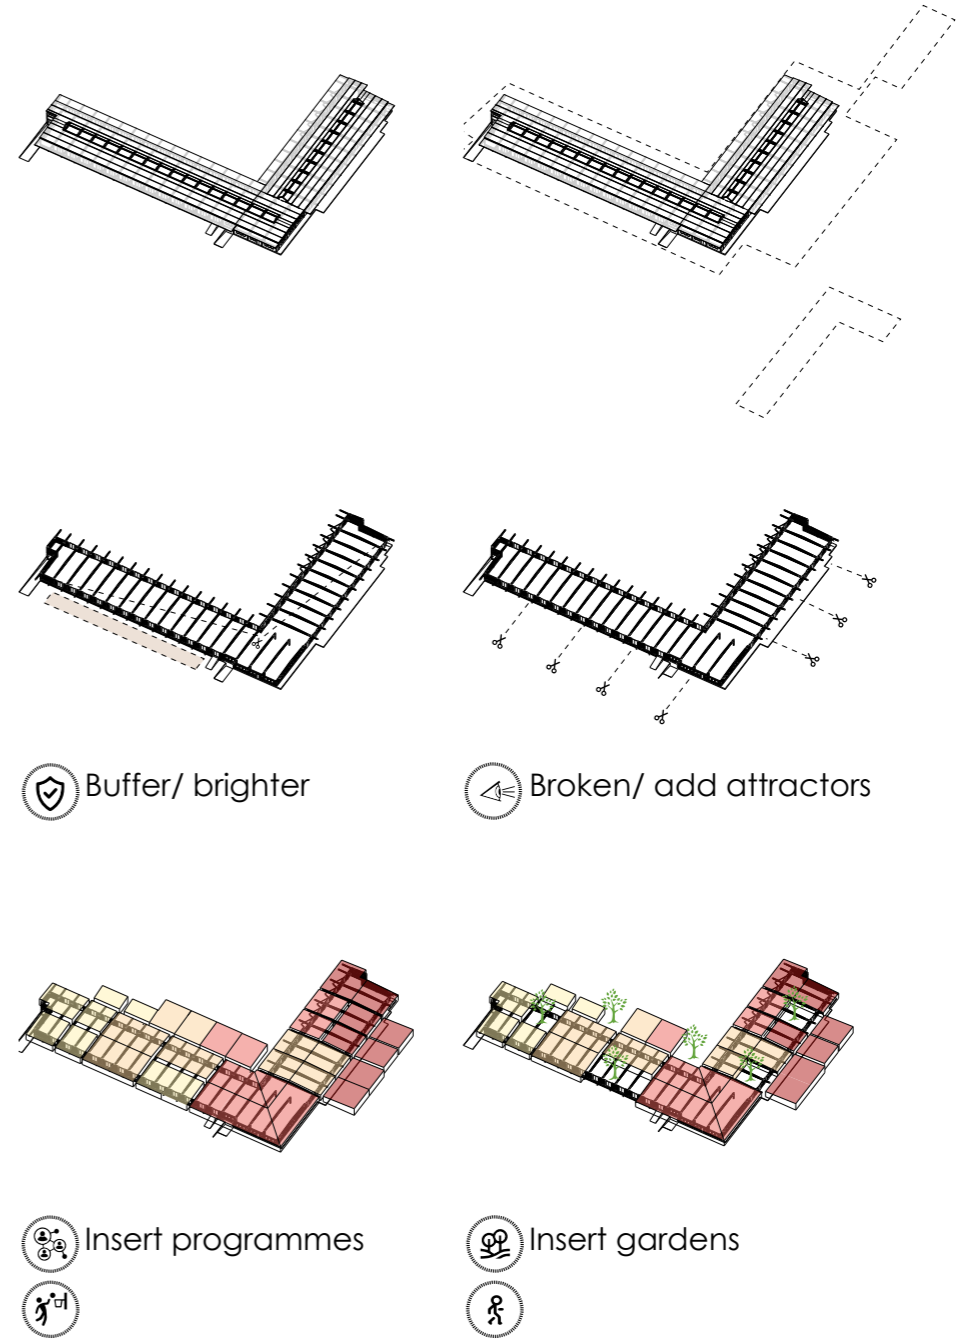 Buffer/ brighter
Broken/ add attractors
Insert programmes
Insert gardens